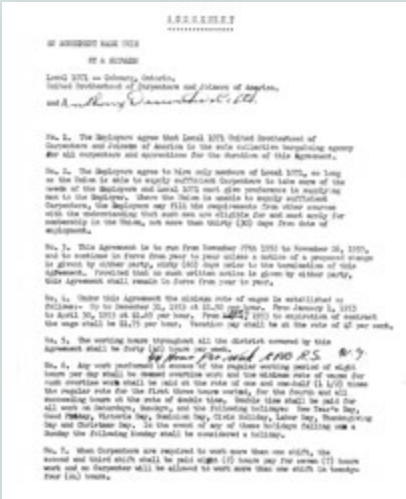 AGREEMENT
AN AGREEMENT MADE THIS
BY & BETWEEN
Local 1071 -- Cobourg, Ontario.
United Brotherhood of Carpenters and Joiners of America.
and Anthony Ltd.
No. 1. The Employers agree that Local 1071 United Brotherhood of
Carpenters and Joiners of America is the sole collective bargaining agency
for all carpenters and apprentices for the duration of this Agreement.
No. 2. The Employers agree to hire only members of Local 1071, so long
as the Union is able to supply sufficient Carpenters to take care of the
needs of the Employers and Local 1071 must give preference in supplying
men to the Employer. Where the Union is unable to supply sufficient
Carpenters, the Employers may fill his requirements from other sources
with the understanding that such men are eligible for and must apply for
membership in the Union, not more than thirty (30) days from date of
employment.
No. 3. This Agreement is to run from November 27th 1952 to November 26,
and to continue in force from year to year unless a notice of a proposed change
is given by either party, sixty (60) days prior to the termination of this
Agreement. Provided that no such written notice is given by either party,
this Agreement shall remain in force from year to year.
No. 4. Under this Agreement the minimum rate of wages is established as
follows: Up to December 31, 1952 at per hour. From January 1, 1953
to April 30, 1953 at per hour. From 1953 to expiration of contract
the wage shall be $1.75 per hour. Vacation pay shall be at the rate of per cent.
No. 5. The working hours throughout all the district covered by this
Agreement shall be forty hours per week.
No. 6. Any work performed in excess of the regular working period of eight
hours per day shall be deemed overtime work and the minimum rate of wages for
such overtime work shall be paid at the rate of one and one-half (1 1/2) times
the regular rate for the first three hours worked, for the fourth and all
succeeding hours at the rate of double time. Double time shall be paid for
all work on Saturdays, Sundays, and the following holidays: New Year's Day,
Good Friday, Victoria Day, Dominion Day, Civic Holiday, Labor Day, Thanksgiving
Day and Christmas Day. In the event of any of these holidays falling on a
Sunday the following Monday shall be considered a holiday.
No. 7. When Carpenters are required to work more than one shift, the
second and third shift shall be paid eight (8) hours pay for seven (7) hours
work and no Carpenter will be allowed to work more than one shift in twenty-
four (24) hours.